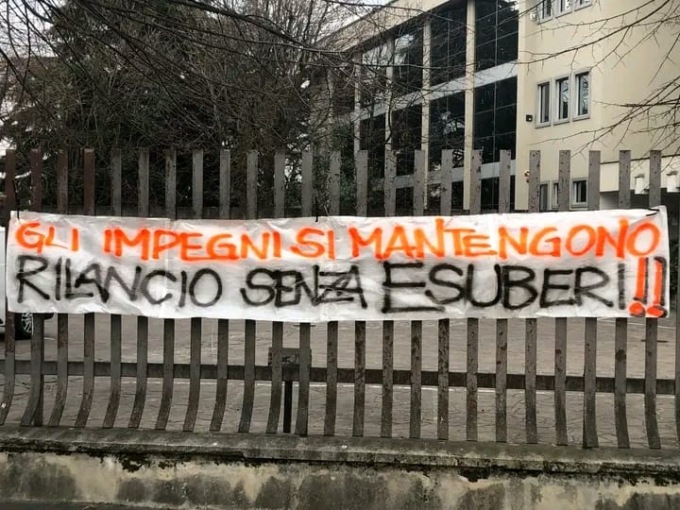 GLI IMPEGNI SI MANTENGONO
RILANCIO SENZA ESUBERI!!